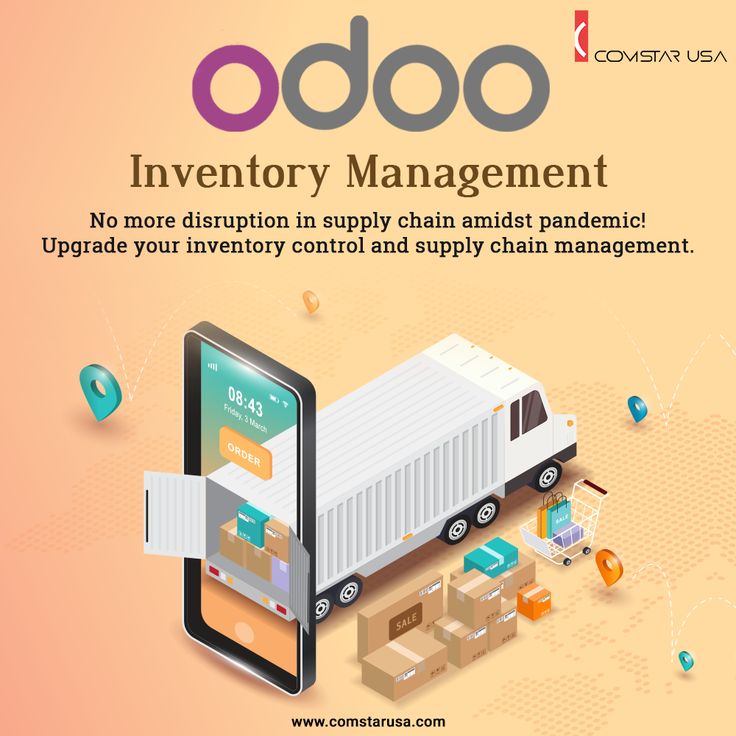 odoo
COMSTAR USA
Inventory Management
No more disruption in supply chain amidst pandemic!
Upgrade your inventory control and supply chain management.
08:43
Friday, 3 March
ORDER
SALE
SALE
www.comstarusa.com